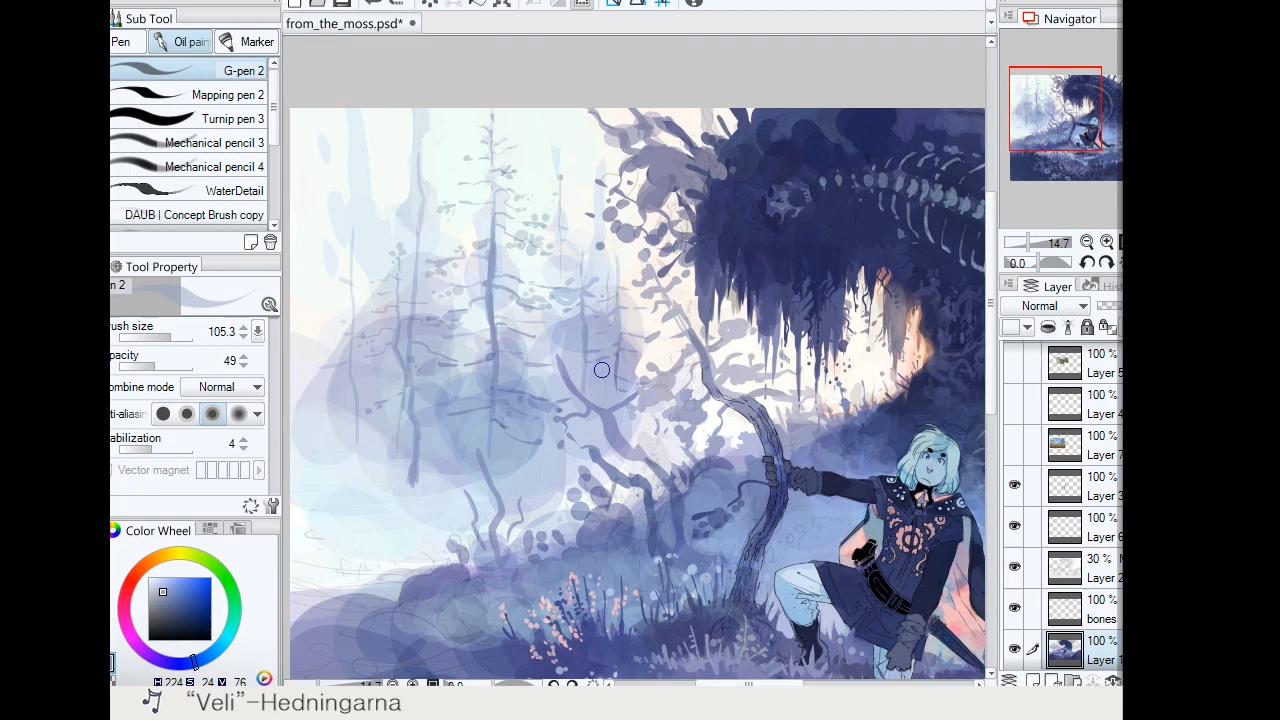 Sub Tool
Pen
Oil pain
Marker
G-pen 2
Mapping pen 2
Turnip pen 3
Mechanical pencil 3
Mechanical pencil 4
WaterDetail
DAUB | Concept Brush copy
Tool Property
n 2
rush size 105.3
pacity 49
ombine mode Normal
ti-aliasin
abilization 4
Vector magnet
Color Wheel
H 224 S 24 V 76
from_the_moss.psd*
Navigator
14.7
0.0
Layer
His
Normal
100 %
Layer 5
100 %
Layer 4
100 %
Layer 7
100 %
Layer 3
100 %
Layer 6
30 % M
Layer 2
100 %
bones
100 %
Layer 1
“Veli”-Hedningarna